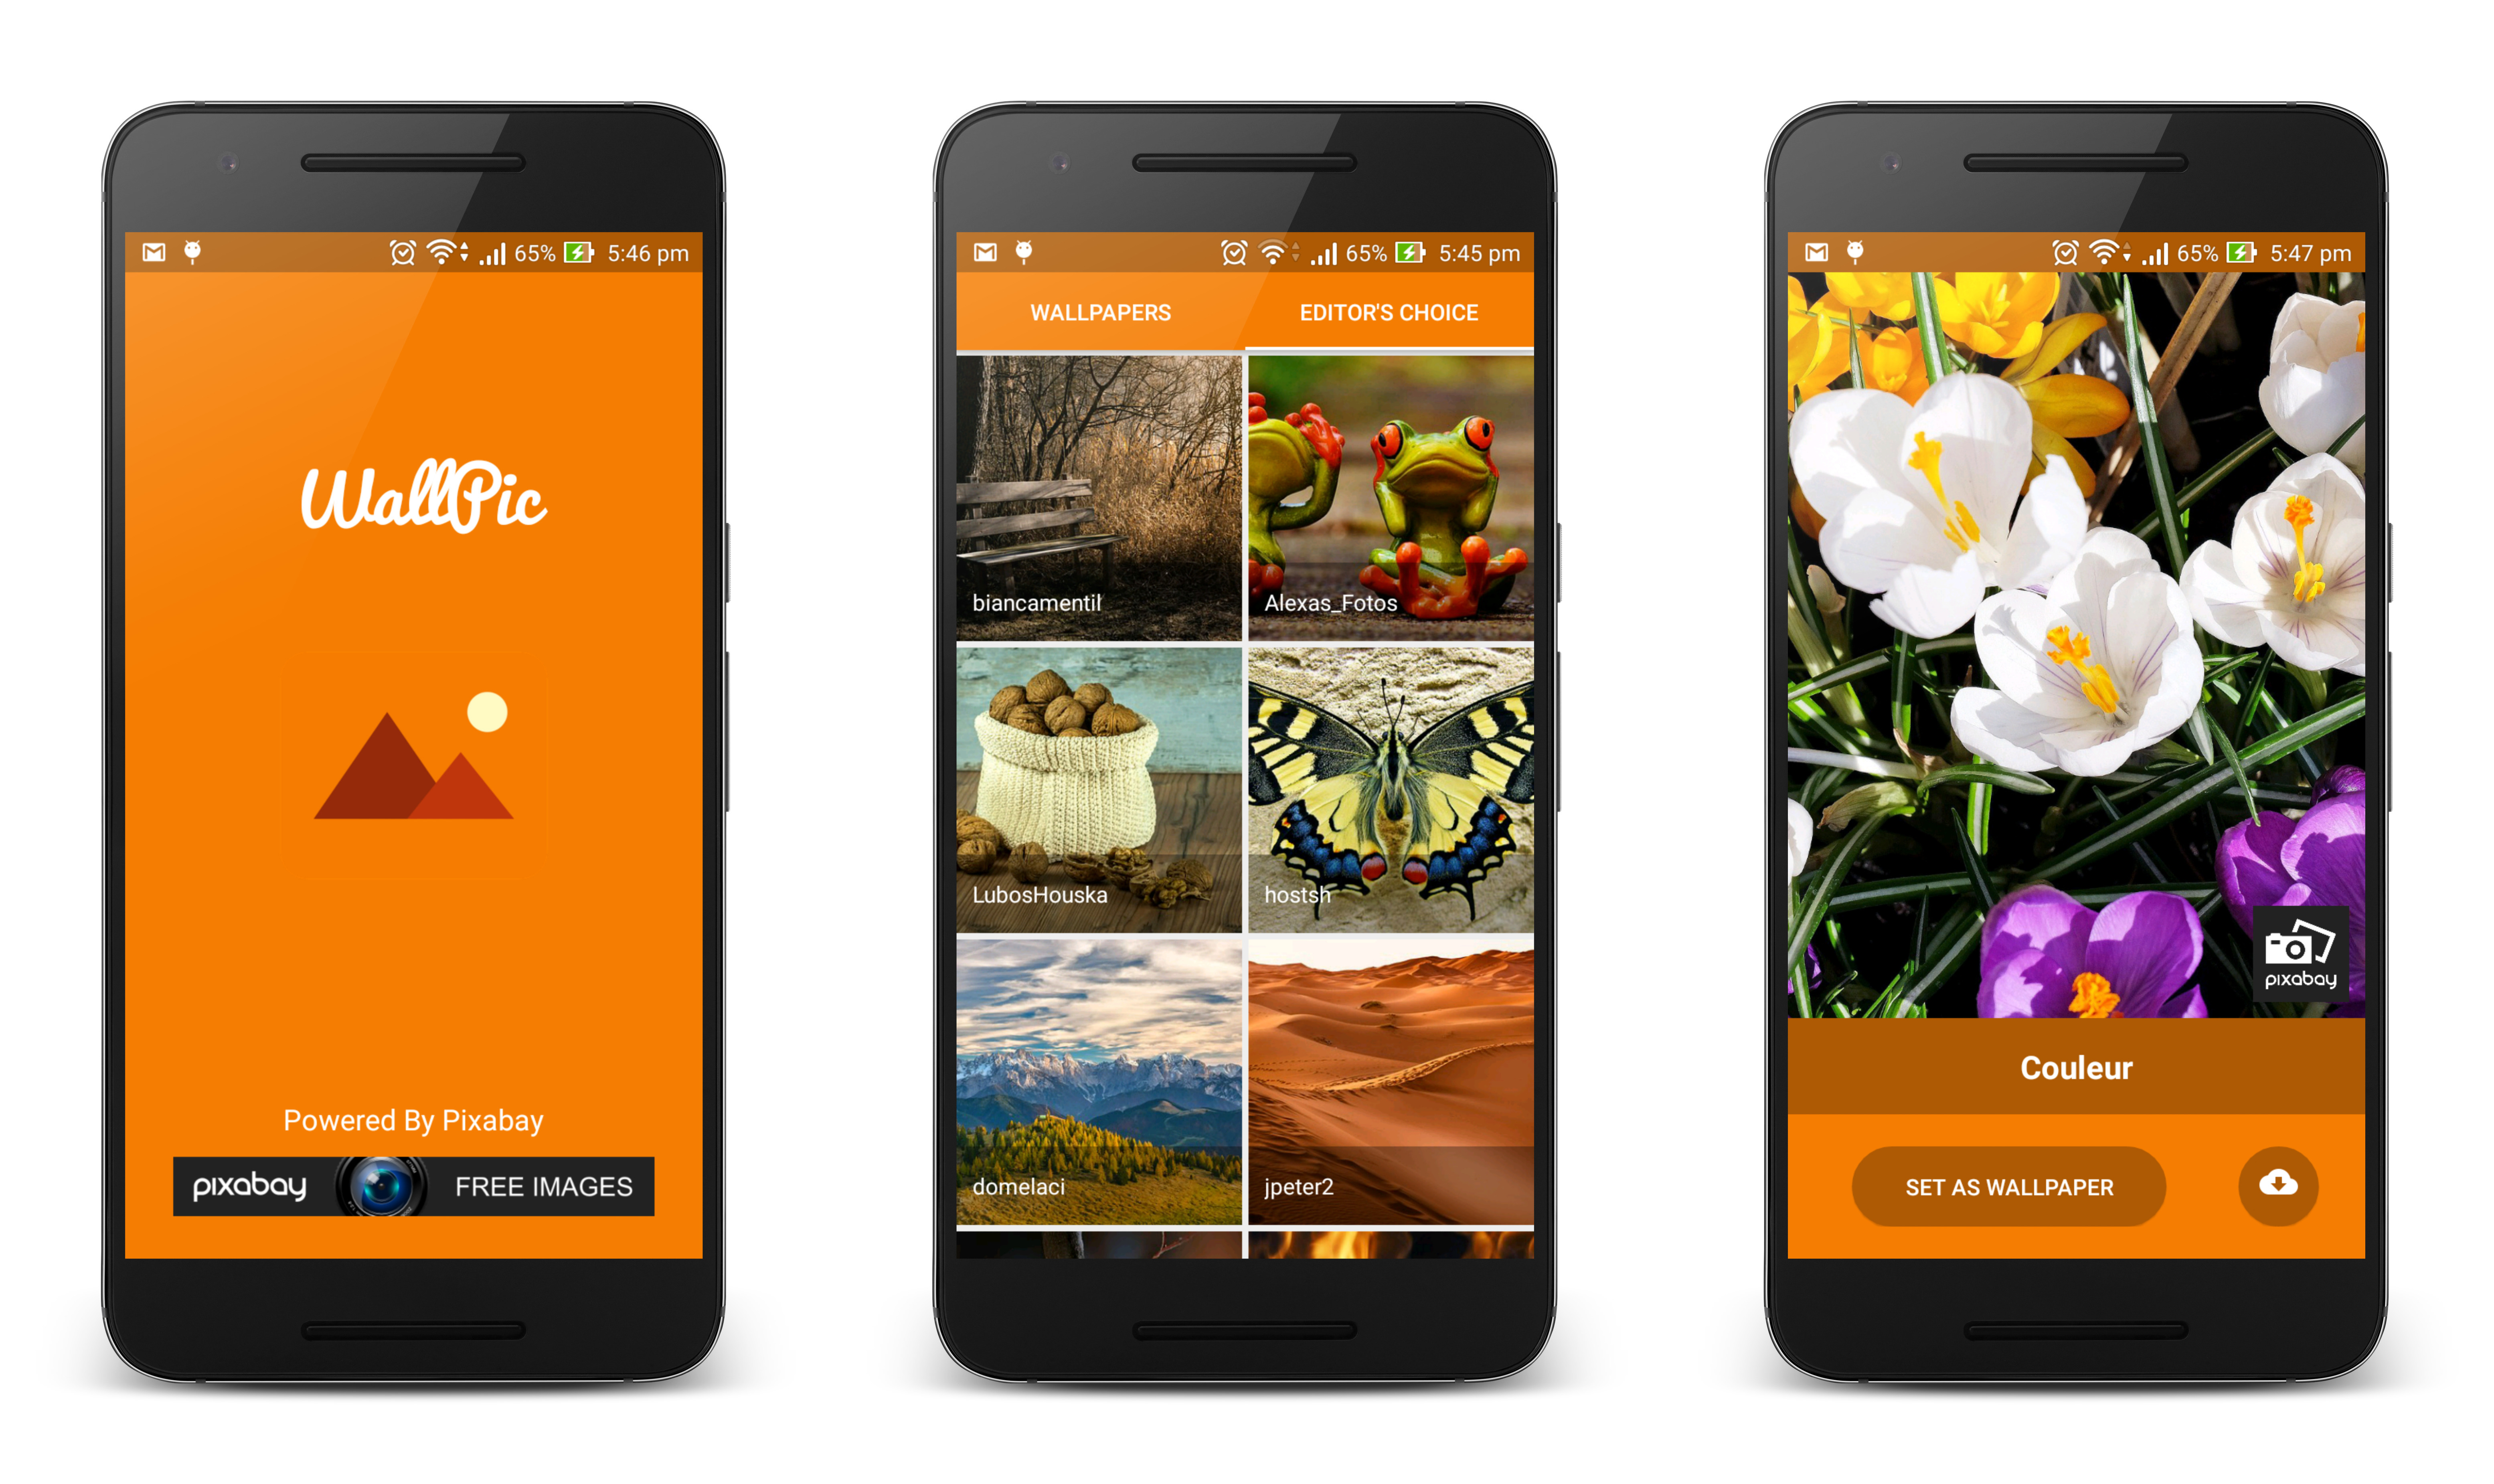 65% 5:46 pm
WallPic
Powered By Pixabay
pixabay FREE IMAGES
65% 5:45 pm
WALLPAPERS EDITOR'S CHOICE
biancamentil Alexas_Fotos
LubosHouska hostsh
domelaci jpeter2
65% 5:47 pm
pixabay
Couleur
SET AS WALLPAPER